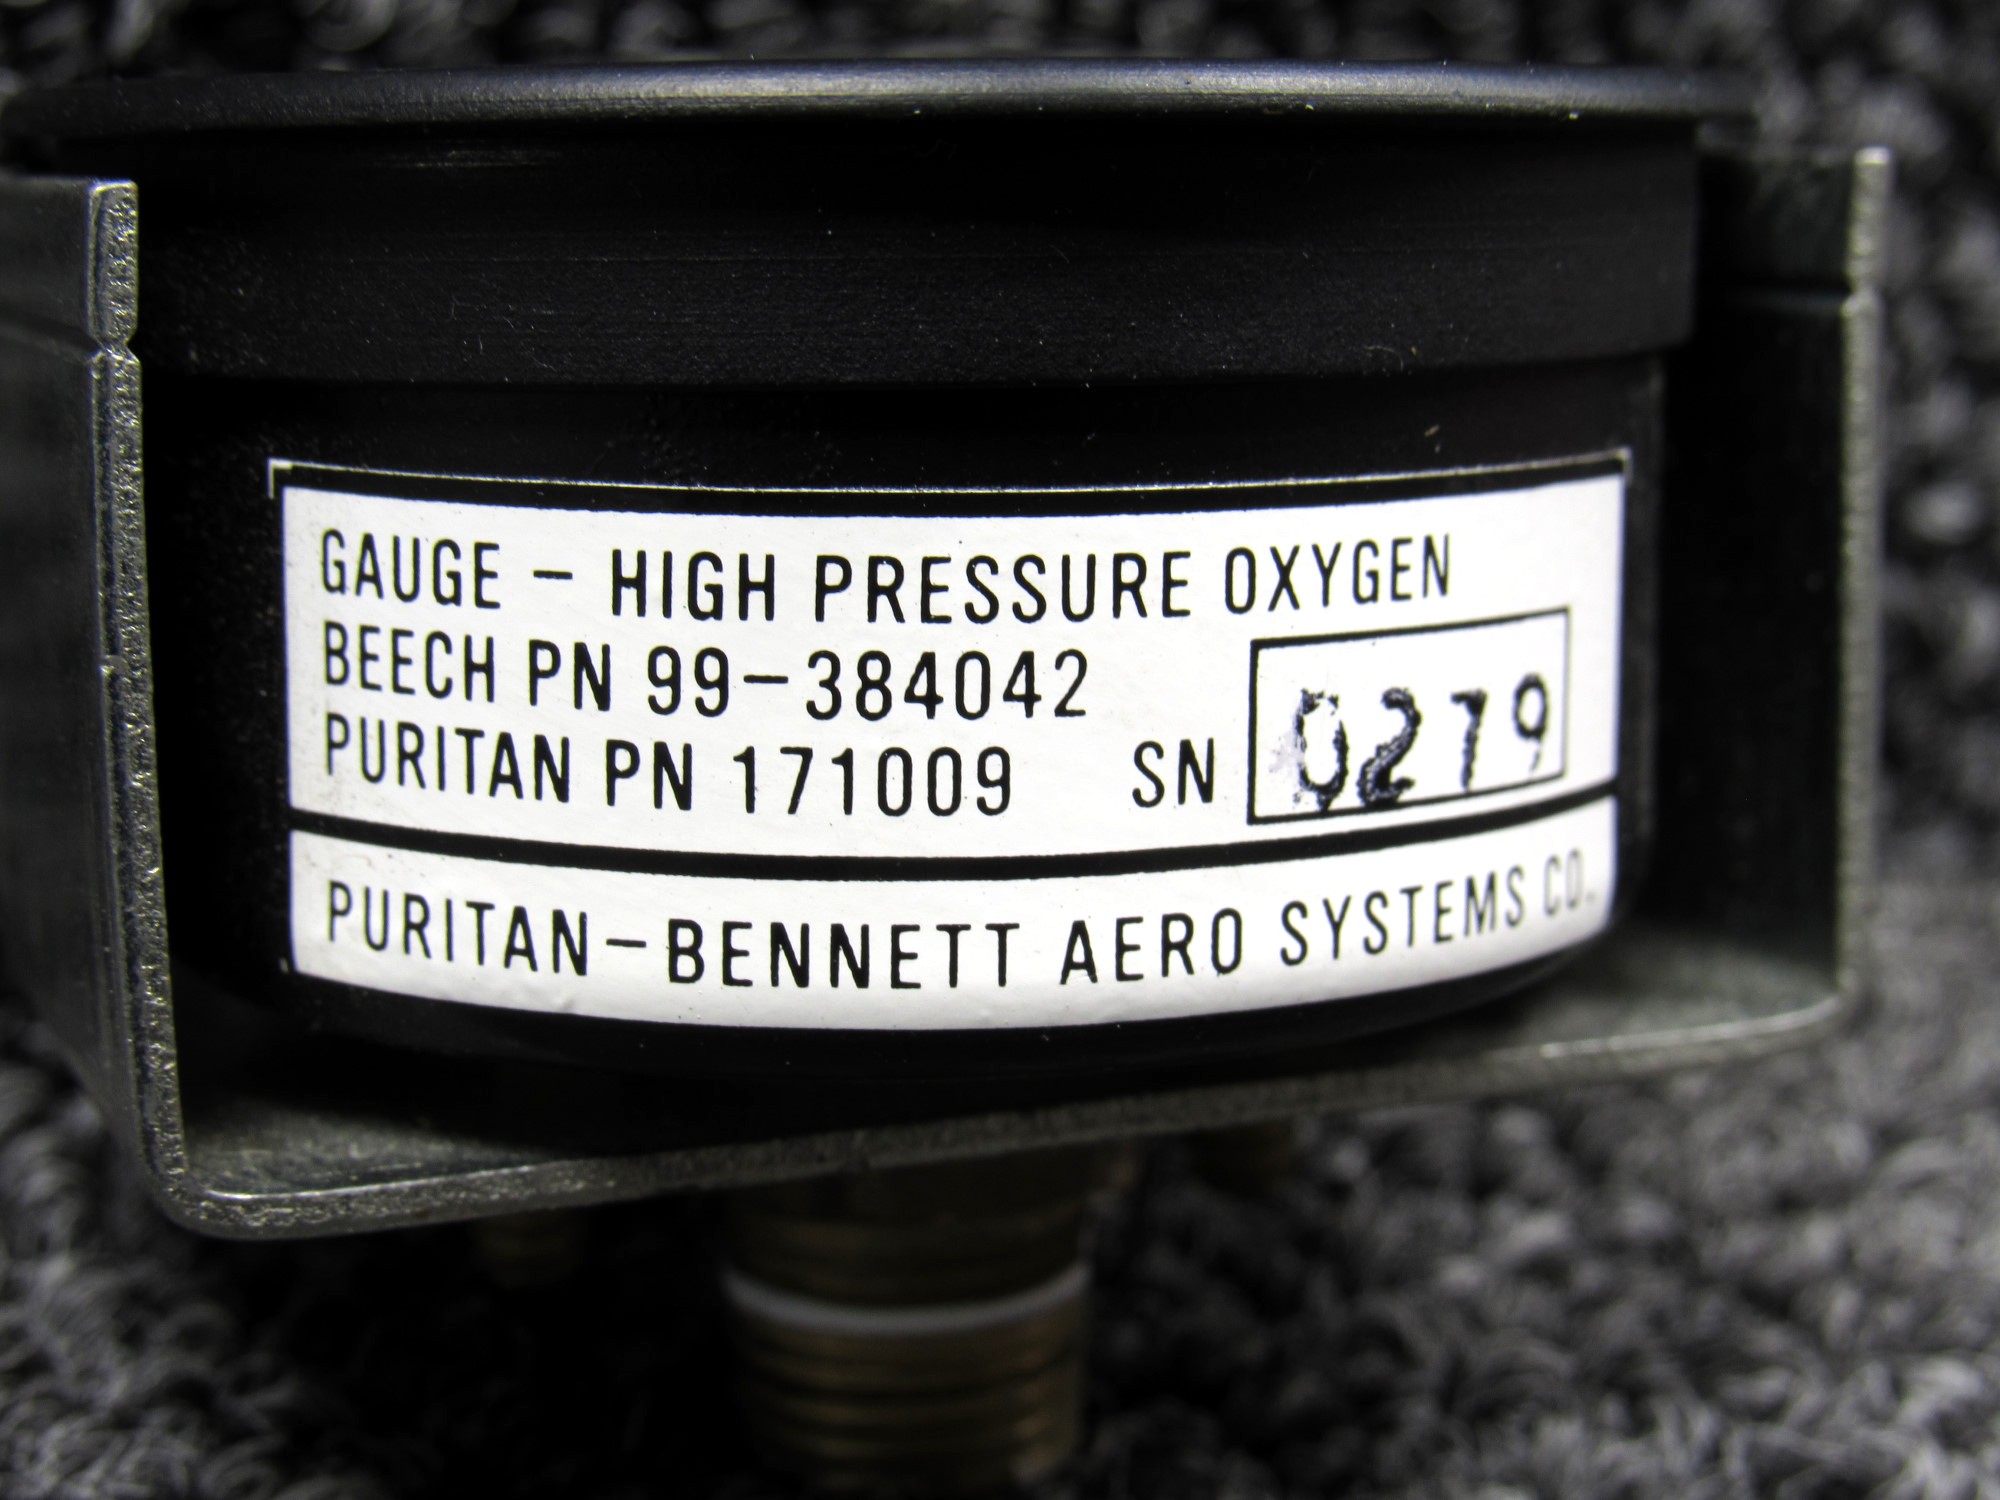 GAUGE – HIGH PRESSURE OXYGEN
BEECH PN 99–384042
PURITAN PN 171009 SN 0279
PURITAN–BENNETT AERO SYSTEMS CO.